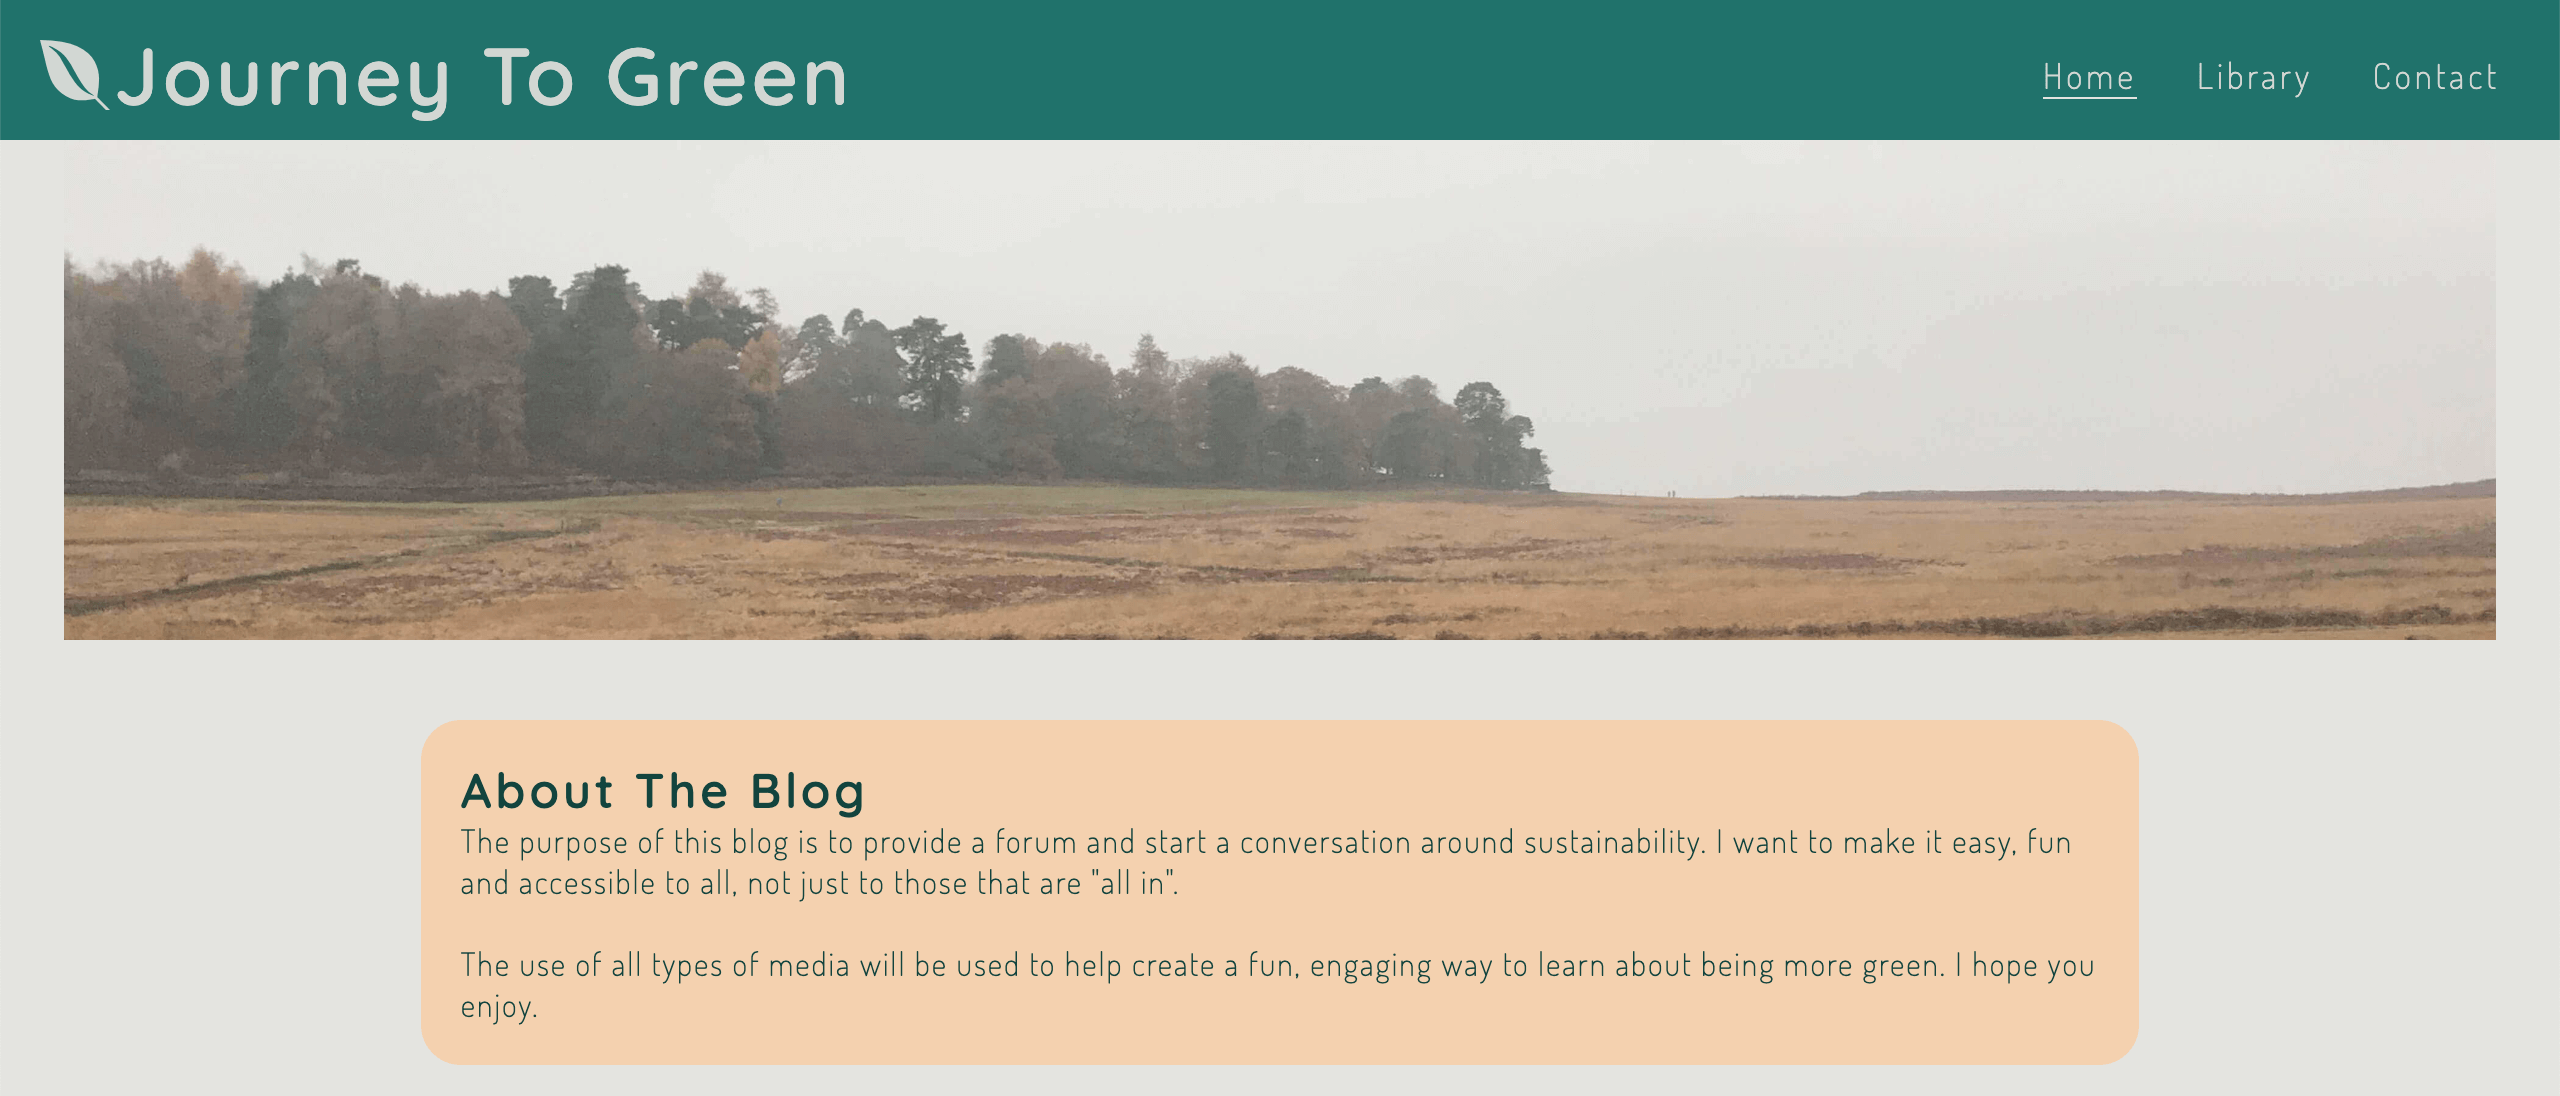 Journey To Green
Home Library Contact
About The Blog
The purpose of this blog is to provide a forum and start a conversation around sustainability. I want to make it easy, fun
and accessible to all, not just to those that are "all in".
The use of all types of media will be used to help create a fun, engaging way to learn about being more green. I hope you
enjoy.